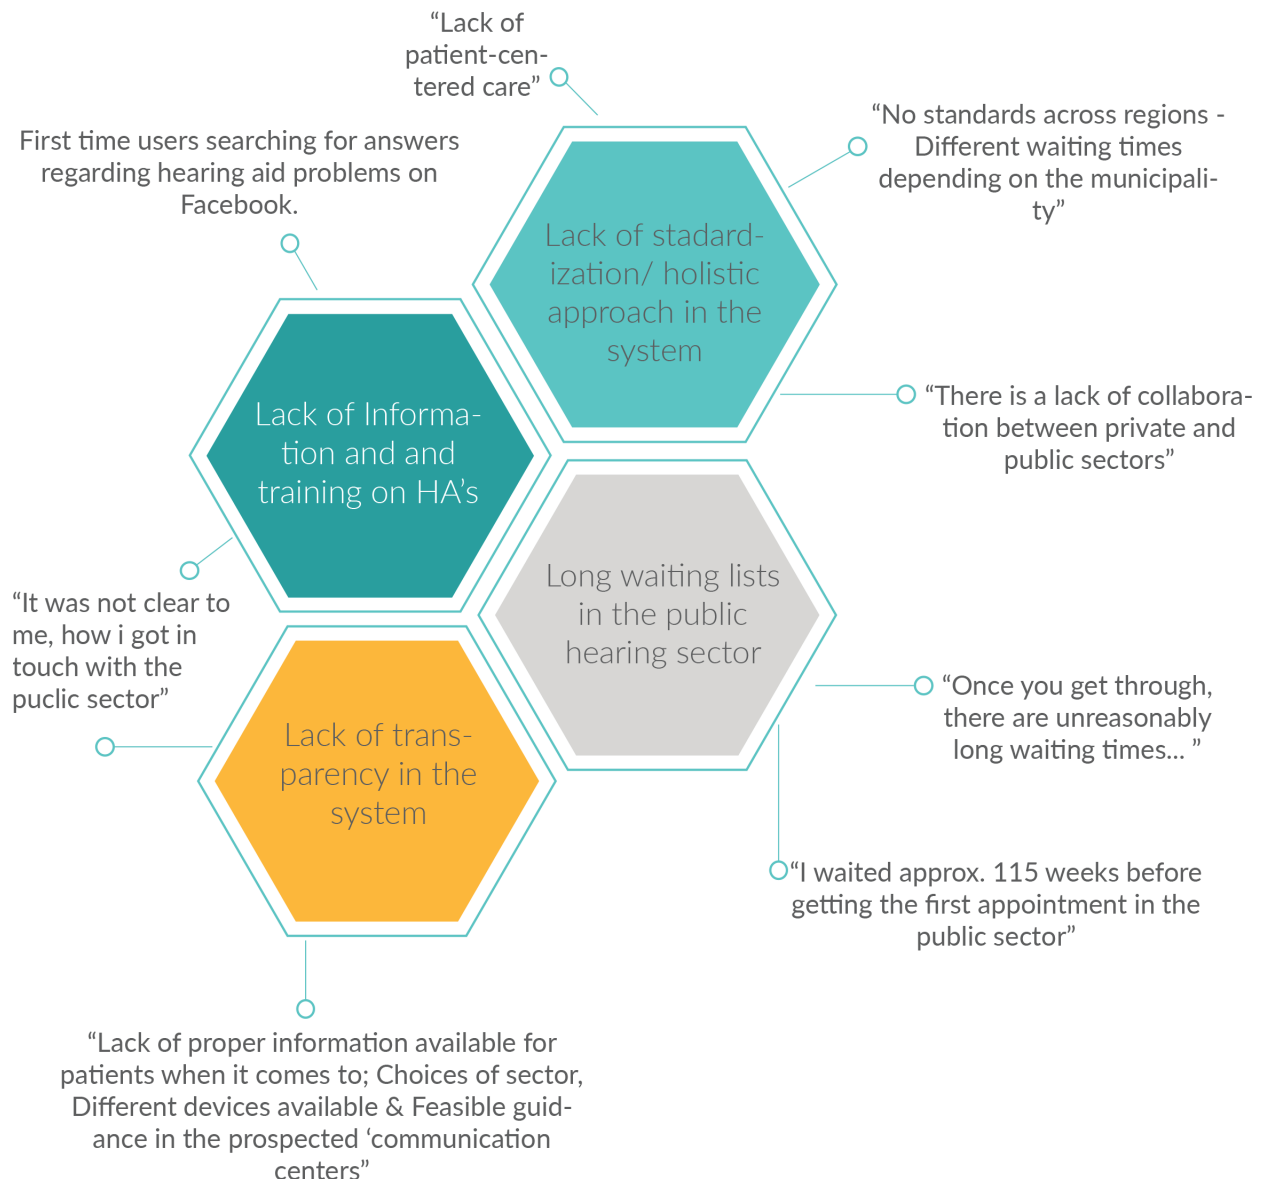 “Lack of
patient-cen-
tered care”
“No standards across regions -
Different waiting times
depending on the municipali-
ty”
First time users searching for answers
regarding hearing aid problems on
Facebook.
Lack of stadard-
ization/ holistic
approach in the
system
“There is a lack of collabora-
tion between private and
public sectors”
Lack of Informa-
tion and and
training on HA’s
Long waiting lists
in the public
hearing sector
“It was not clear to
me, how i got in
touch with the
puclic sector”
“Once you get through,
there are unreasonably
long waiting times... ”
Lack of trans-
parency in the
system
“I waited approx. 115 weeks before
getting the first appointment in the
public sector”
“Lack of proper information available for
patients when it comes to; Choices of sector,
Different devices available & Feasible guid-
ance in the prospected ‘communication
centers”